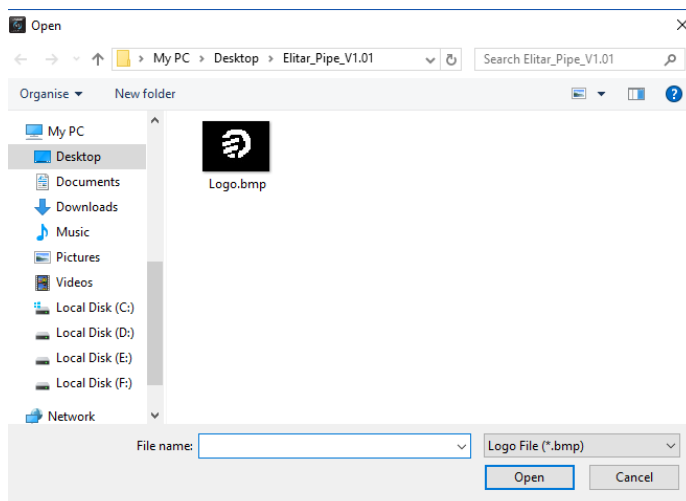 Open
My PC > Desktop > Elitar_Pipe_V1.01
Search Elitar_Pipe_V1.01
Organise
New folder
?
My PC
Desktop
Documents
Downloads
Music
Pictures
Videos
Local Disk (C:)
Local Disk (D:)
Local Disk (E:)
Local Disk (F:)
Network
Logo.bmp
File name:
Logo File (*.bmp)
Open
Cancel